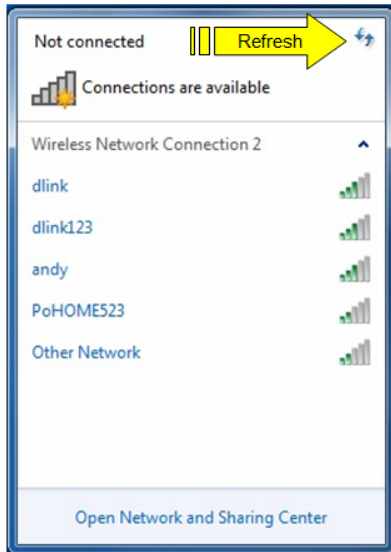 Not connected
Refresh
Connections are available
Wireless Network Connection 2
dlink
dlink123
andy
PoHOME523
Other Network
Open Network and Sharing Center